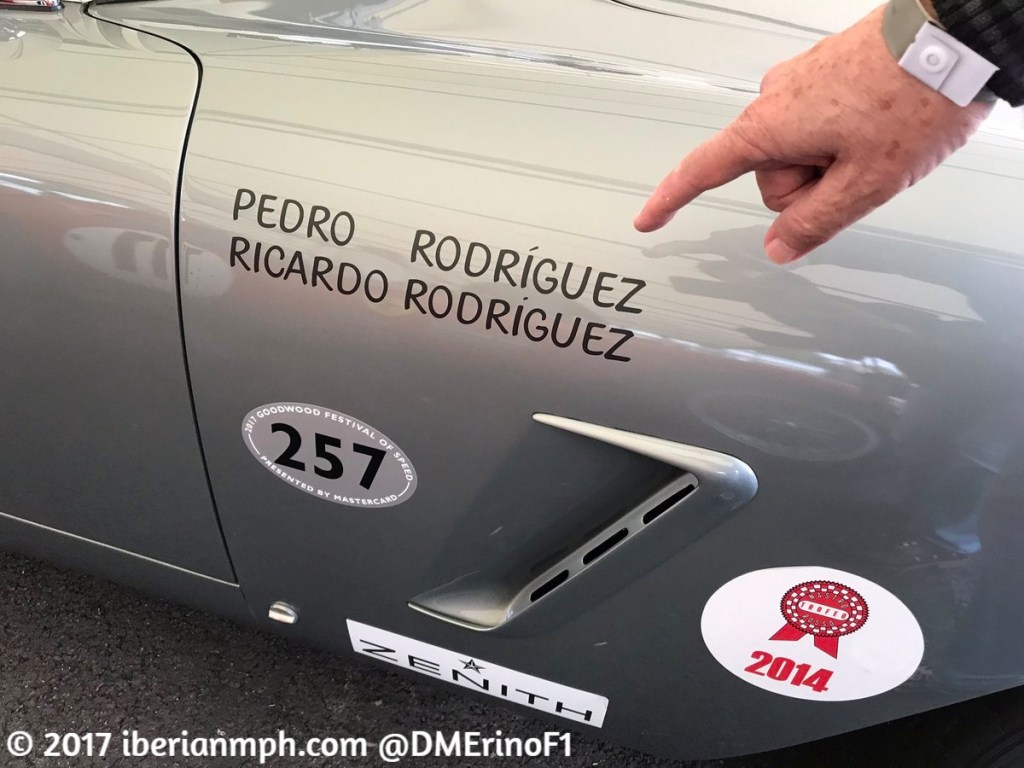 PEDRO RODRÍGUEZ
RICARDO RODRÍGUEZ
2017 GOODWOOD FESTIVAL OF SPEED
257
PRESENTED BY MASTERCARD
ZENITH
TROFEO
2014
© 2017 iberianmph.com @DMErinoF1